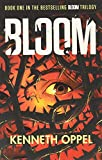 BOOK ONE IN THE BESTSELLING BLOOM TRILOGY
BLOOM
KENNETH OPPEL